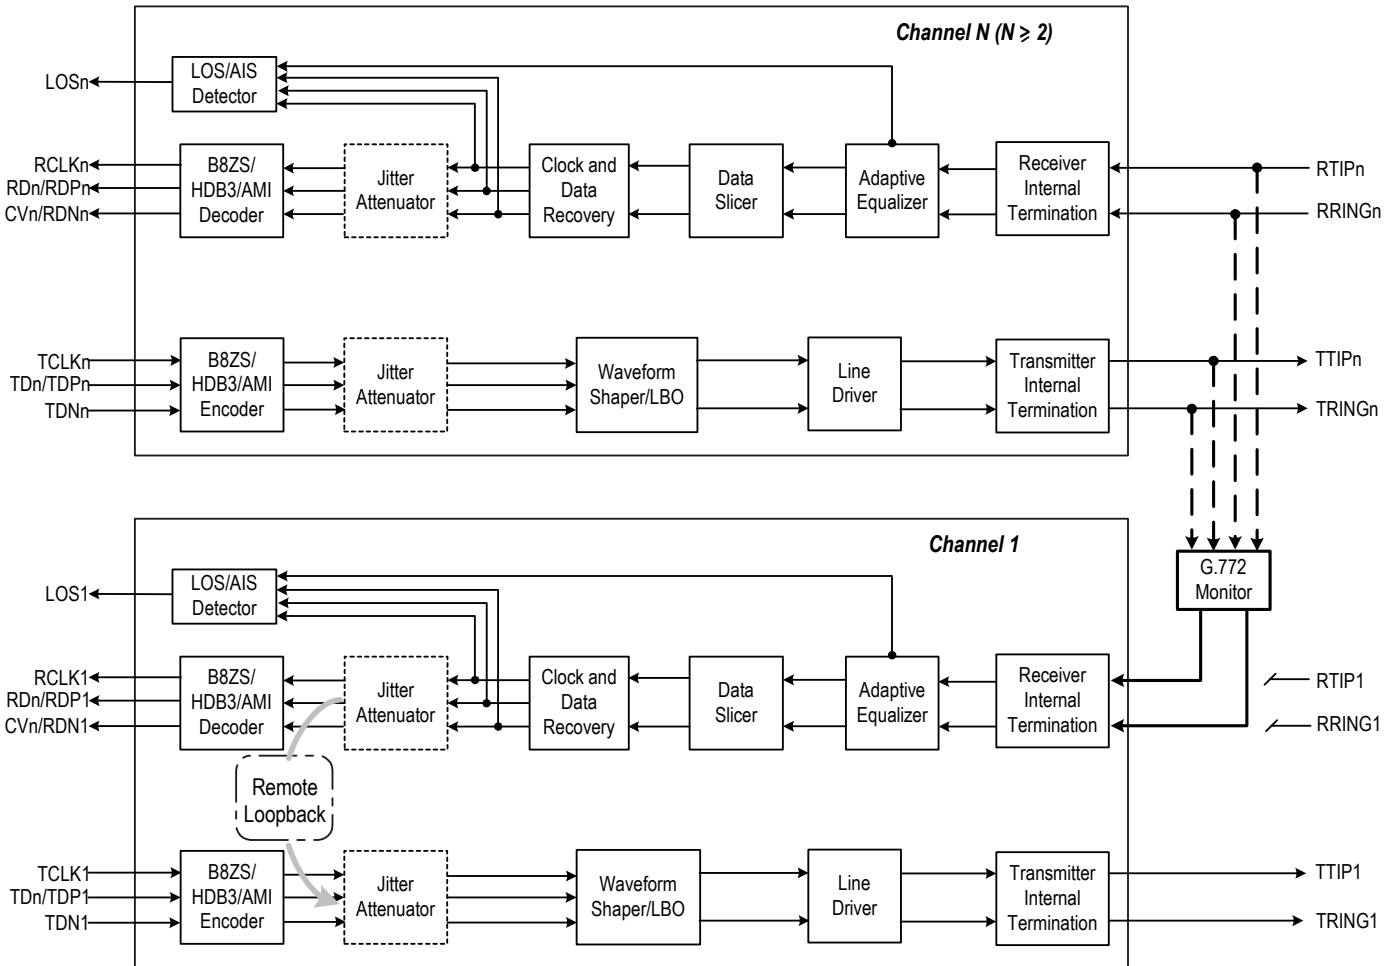 Channel N (N ⩾ 2)
LOSn
LOS/AIS
Detector
RCLKn
RDn/RDPn
CVn/RDNn
B8ZS/
HDB3/AMI
Decoder
Jitter
Attenuator
Clock and
Data
Recovery
Data
Slicer
Adaptive
Equalizer
Receiver
Internal
Termination
RTIPn
RRINGn
TCLKn
TDn/TDPn
TDNn
B8ZS/
HDB3/AMI
Encoder
Jitter
Attenuator
Waveform
Shaper/LBO
Line
Driver
Transmitter
Internal
Termination
TTIPn
TRINGn
Channel 1
G.772
Monitor
LOS1
LOS/AIS
Detector
RCLK1
RDn/RDP1
CVn/RDN1
B8ZS/
HDB3/AMI
Decoder
Jitter
Attenuator
Clock and
Data
Recovery
Data
Slicer
Adaptive
Equalizer
Receiver
Internal
Termination
RTIP1
RRING1
Remote
Loopback
TCLK1
TDn/TDP1
TDN1
B8ZS/
HDB3/AMI
Encoder
Jitter
Attenuator
Waveform
Shaper/LBO
Line
Driver
Transmitter
Internal
Termination
TTIP1
TRING1